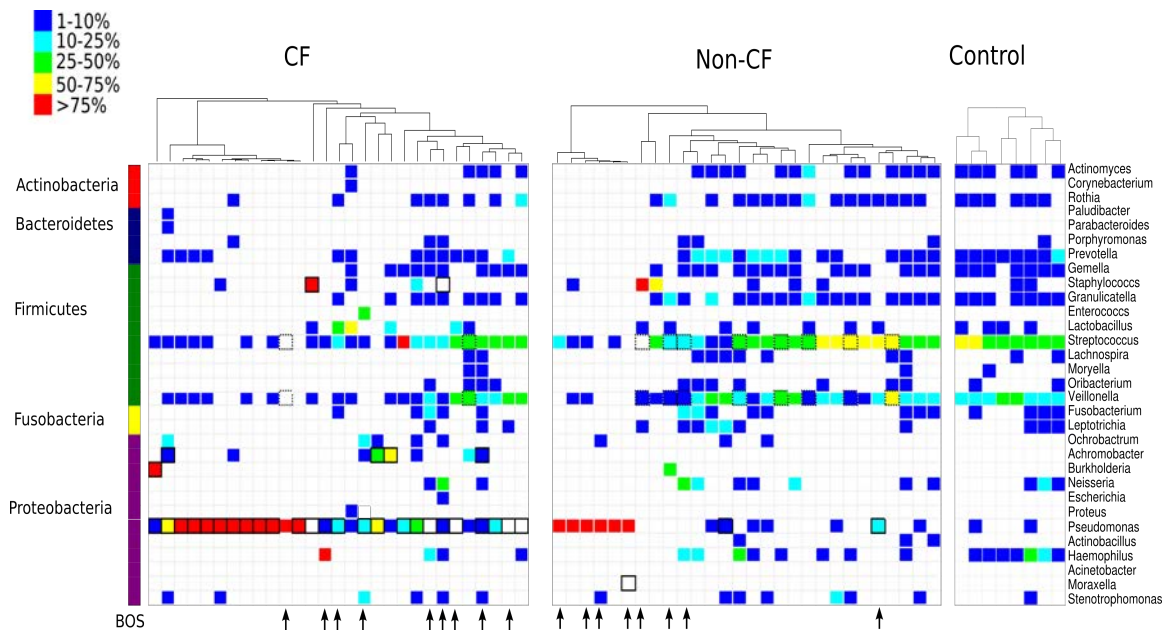 1-10%
10-25%
25-50%
50-75%
>75%
CF
Non-CF
Control
Actinobacteria
Bacteroidetes
Firmicutes
Fusobacteria
Proteobacteria
BOS
Actinomyces
Corynebacterium
Rothia
Paludibacter
Parabacteroides
Porphyromonas
Prevotella
Gemella
Staphylococcs
Granulicatella
Enterococcs
Lactobacillus
Streptococcus
Lachnospira
Moryella
Oribacterium
Veillonella
Fusobacterium
Leptotrichia
Ochrobactrum
Achromobacter
Burkholderia
Neisseria
Escherichia
Proteus
Pseudomonas
Actinobacillus
Haemophilus
Acinetobacter
Moraxella
Stenotrophomonas